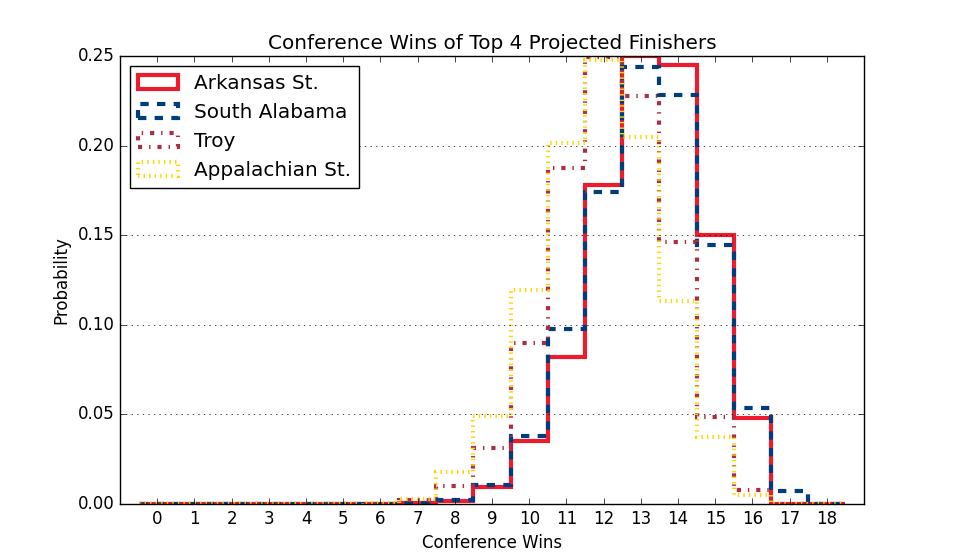 Conference Wins of Top 4 Projected Finishers
0.25
0.20
0.15
0.10
0.05
0.00
Probability
Arkansas St.
South Alabama
Troy
Appalachian St.
0 1 2 3 4 5 6 7 8 9 10 11 12 13 14 15 16 17 18
Conference Wins